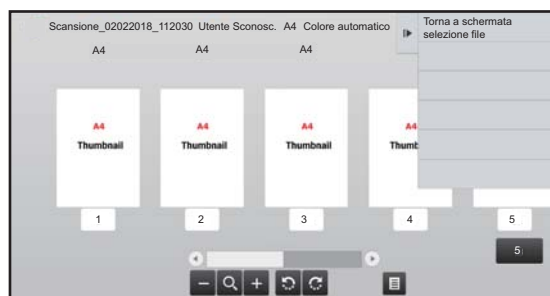 Scansione_02022018_112030 Utente Sconosc. A4 Colore automatico
Torna a schermata
selezione file
A4 A4 A4
A4 A4 A4 A4
Thumbnail Thumbnail Thumbnail Thumb
1 2 3 4 5
5